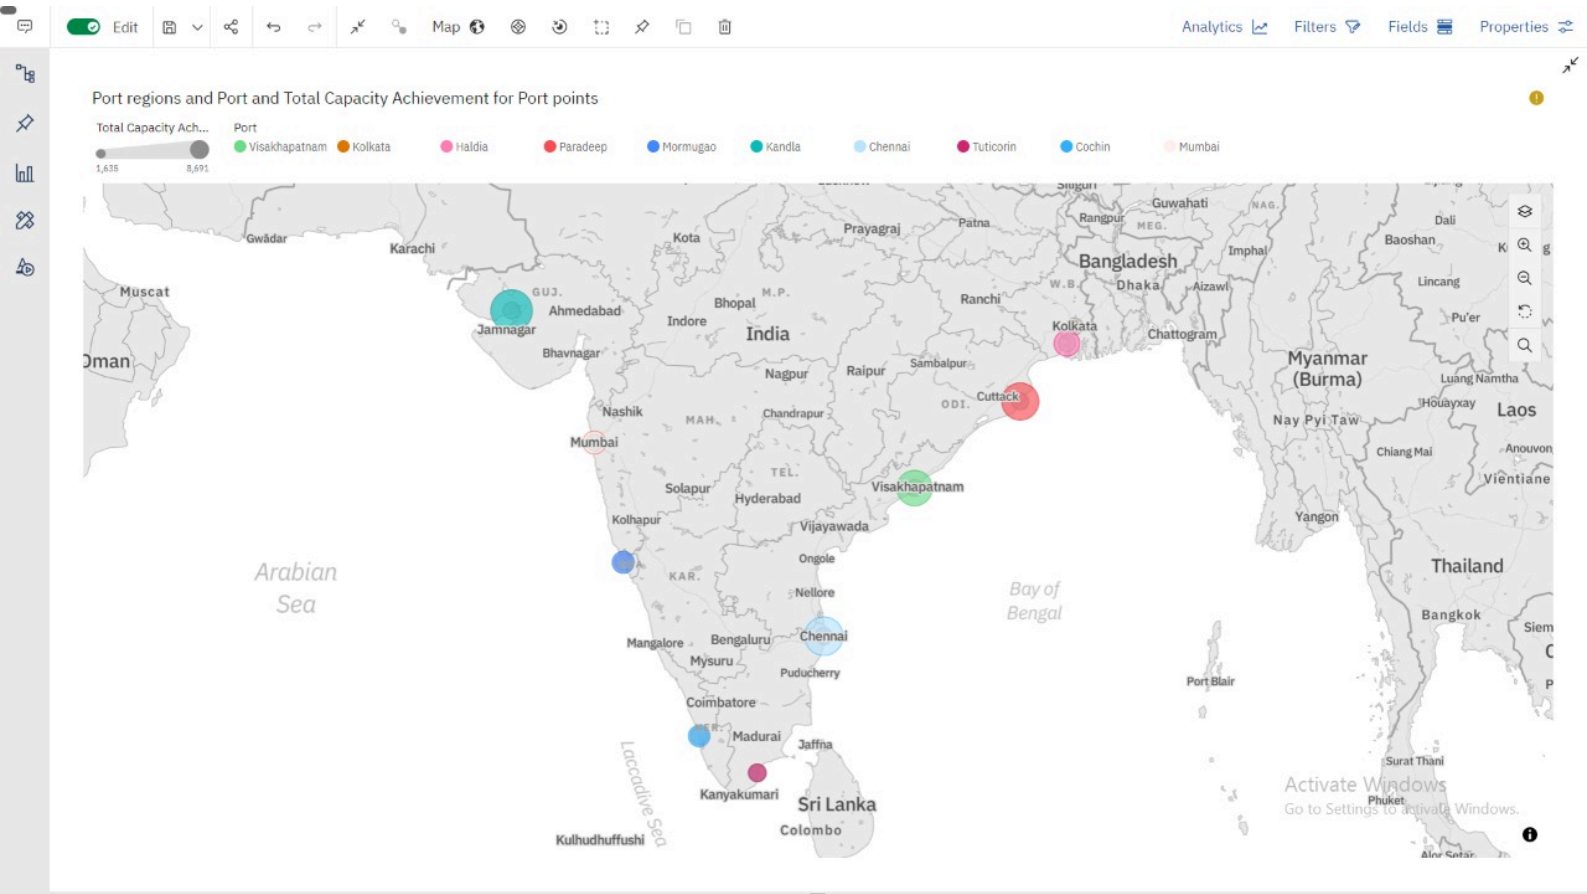 Edit
Map
Analytics
Filters
Fields
Properties
Port regions and Port and Total Capacity Achievement for Port points
Total Capacity Ach...
Port
1,635
8,691
Visakhapatnam
Kolkata
Haldia
Paradeep
Mormugao
Kandla
Chennai
Tuticorin
Cochin
Mumbai
Siliguri
Guwahati
NAG.
Rangpur
MEG.
Dali
Patna
Prayagraj
Kota
Gwādar
Karachi
Baoshan
Imphal
Bangladesh
W.B.
Dhaka
Aizawl
Lincang
Muscat
GUJ.
M.P.
Ranchi
Bhopal
Ahmedabad
Indore
Pu'er
Jamnagar
India
Kolkata
Chattogram
Bhavnagar
Oman
Sambalpur
Myanmar
(Burma)
Nagpur
Raipur
Luang Namtha
Cuttack
ODI.
Houayxay
Laos
Nashik
MAH.
Chandrapur
Nay Pyi Taw
Mumbai
Chiang Mai
Anouvon
TEL.
Vientiane
Solapur
Hyderabad
Visakhapatnam
Kolhapur
Vijayawada
Yangon
Ongole
Thailand
Arabian
Sea
KAR.
Nellore
Bay of
Bengal
Bangkok
Siem
Mangalore
Bengaluru
Chennai
Mysuru
Puducherry
Port Blair
Coimbatore
Madurai
Jaffna
Laccadive Sea
Surat Thani
Activate Windows
Kanyakumari
Sri Lanka
Phuket
Go to Settings to activate Windows.
Colombo
Kulhudhuffushi
Alor Setar